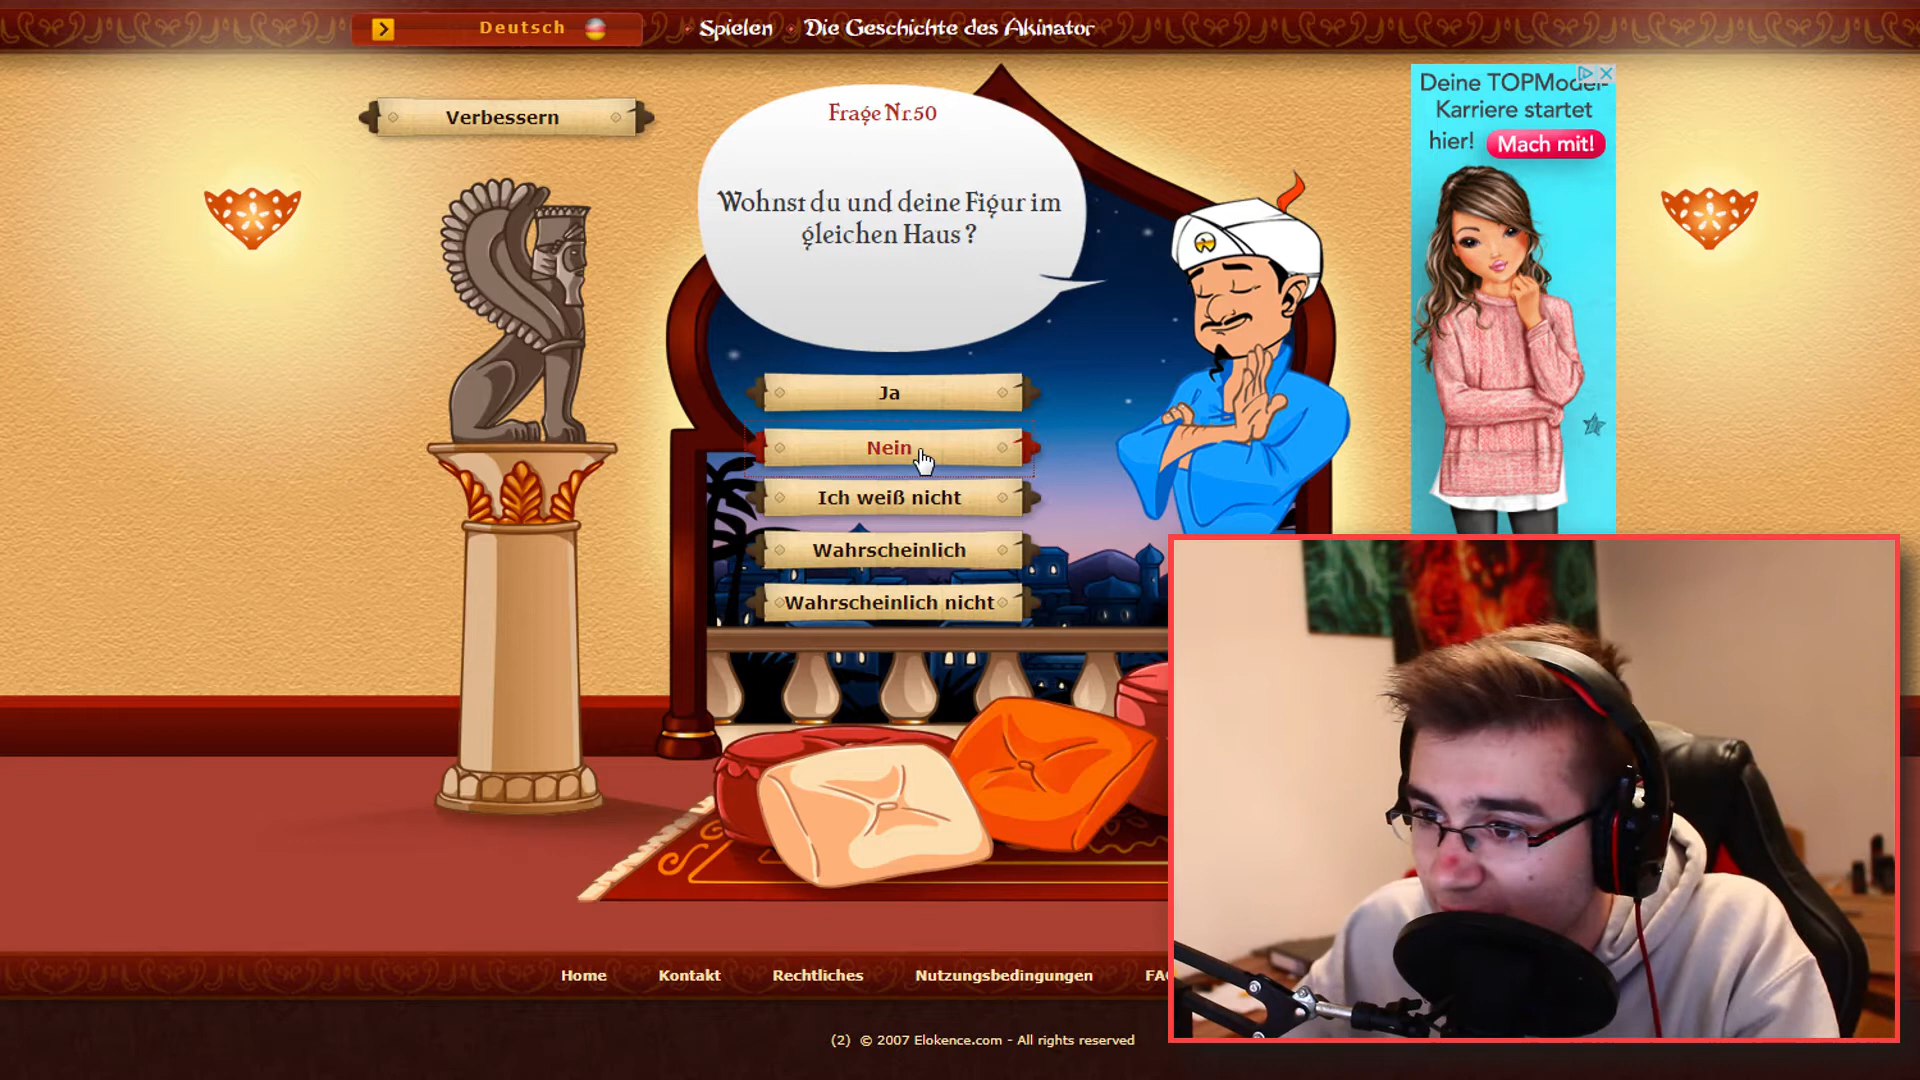 Deutsch
Spielen
Die Geschichte des Akinator
Verbessern
Frage Nr.50
Wohnst du und deine Figur im
gleichen Haus ?
Ja
Nein
Ich weiß nicht
Wahrscheinlich
Wahrscheinlich nicht
Deine TOPModel-
Karriere startet
hier! Mach mit!
Home
Kontakt
Rechtliches
Nutzungsbedingungen
(2) © 2007 Elokence.com - All rights reserved